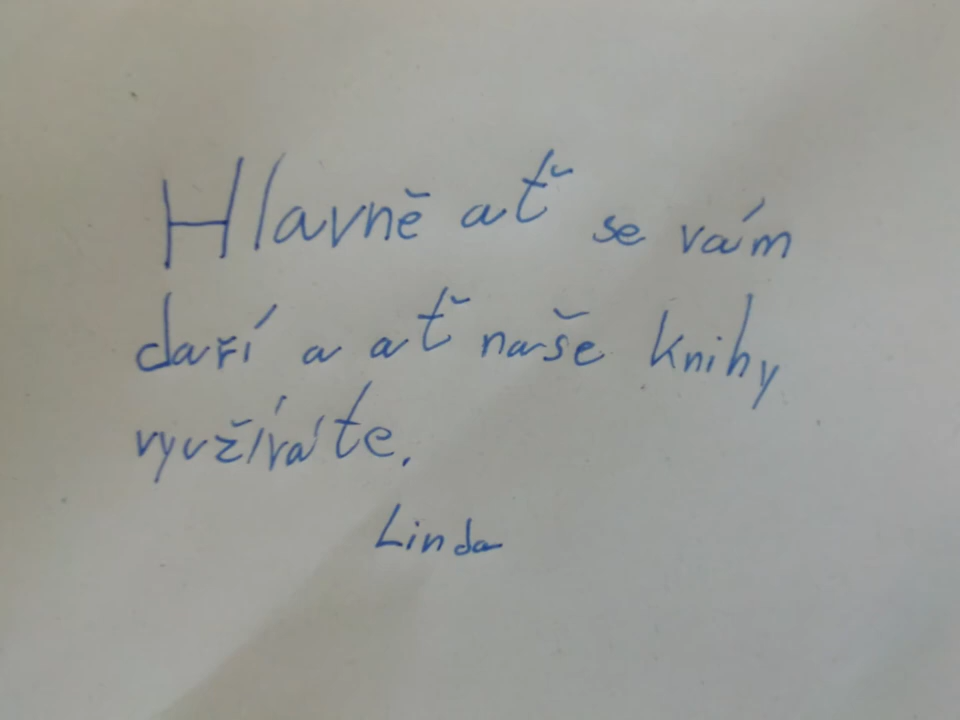 Hlavně ať se vám
daří a ať naše knihy
využíváte.
Linda